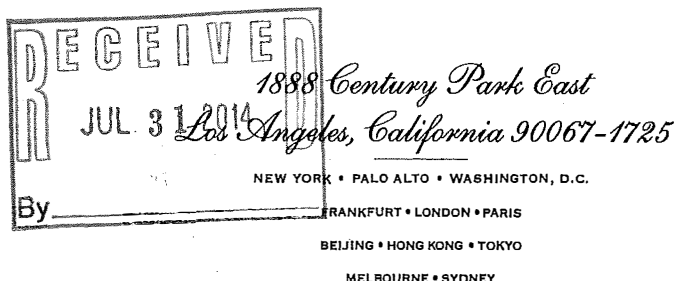 RECEIVED
JUL 31 2014
By
1888 Century Park East
Los Angeles, California 90067-1725
NEW YORK • PALO ALTO • WASHINGTON, D.C.
FRANKFURT • LONDON • PARIS
BEIJING • HONG KONG • TOKYO
MELBOURNE • SYDNEY